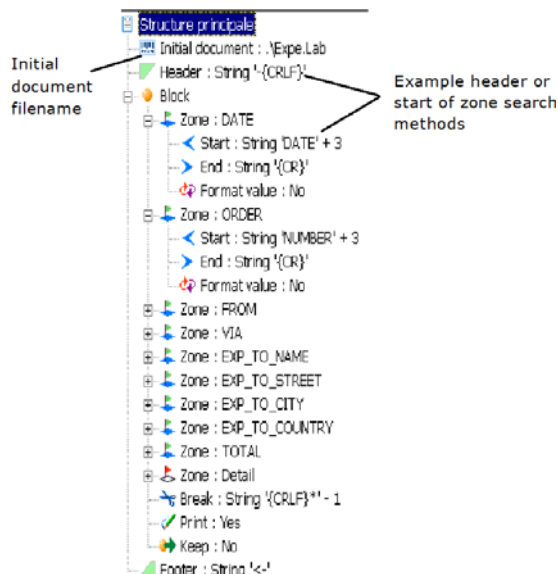 Structure principale
Initial document : .\Expe.Lab
Header : String '-{CRLF}'
Block
Zone : DATE
Start : String 'DATE' + 3
End : String '{CR}'
Format value : No
Zone : ORDER
Start : String 'NUMBER' + 3
End : String '{CR}'
Format value : No
Zone : FROM
Zone : VIA
Zone : EXP_TO_NAME
Zone : EXP_TO_STREET
Zone : EXP_TO_CITY
Zone : EXP_TO_COUNTRY
Zone : TOTAL
Zone : Detail
Break : String '{CRLF}*' - 1
Print : Yes
Keep : No
Footer : String '<-'
Initial
document
filename
Example header or
start of zone search
methods